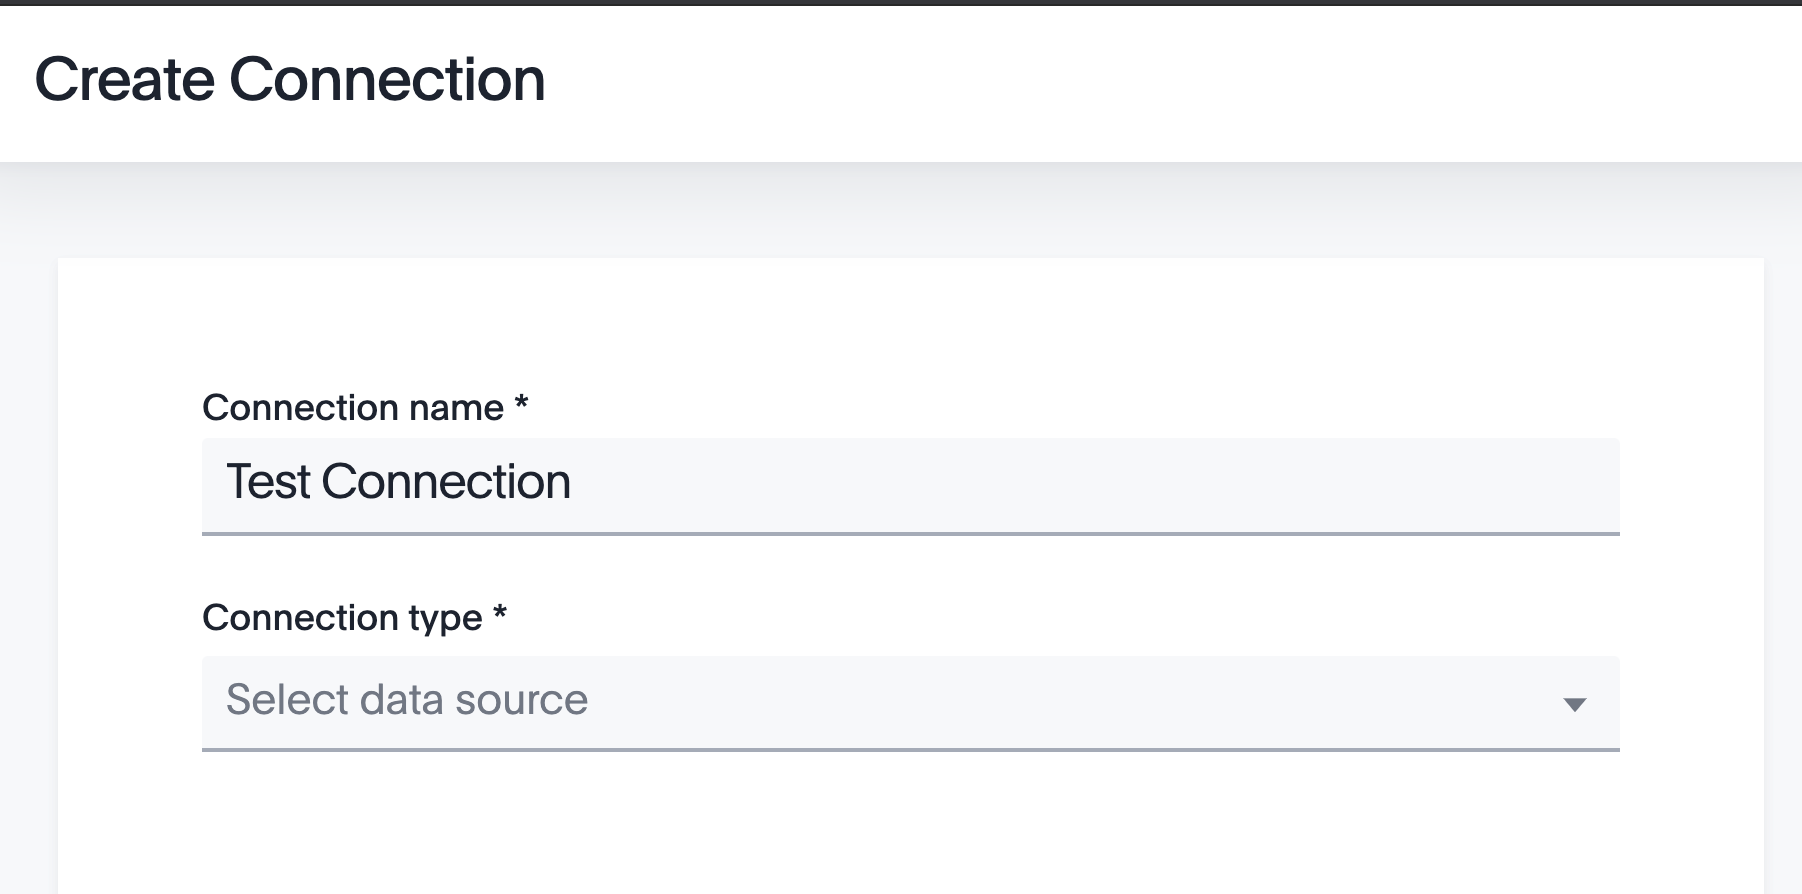 Create Connection
Connection name *
Test Connection
Connection type *
Select data source